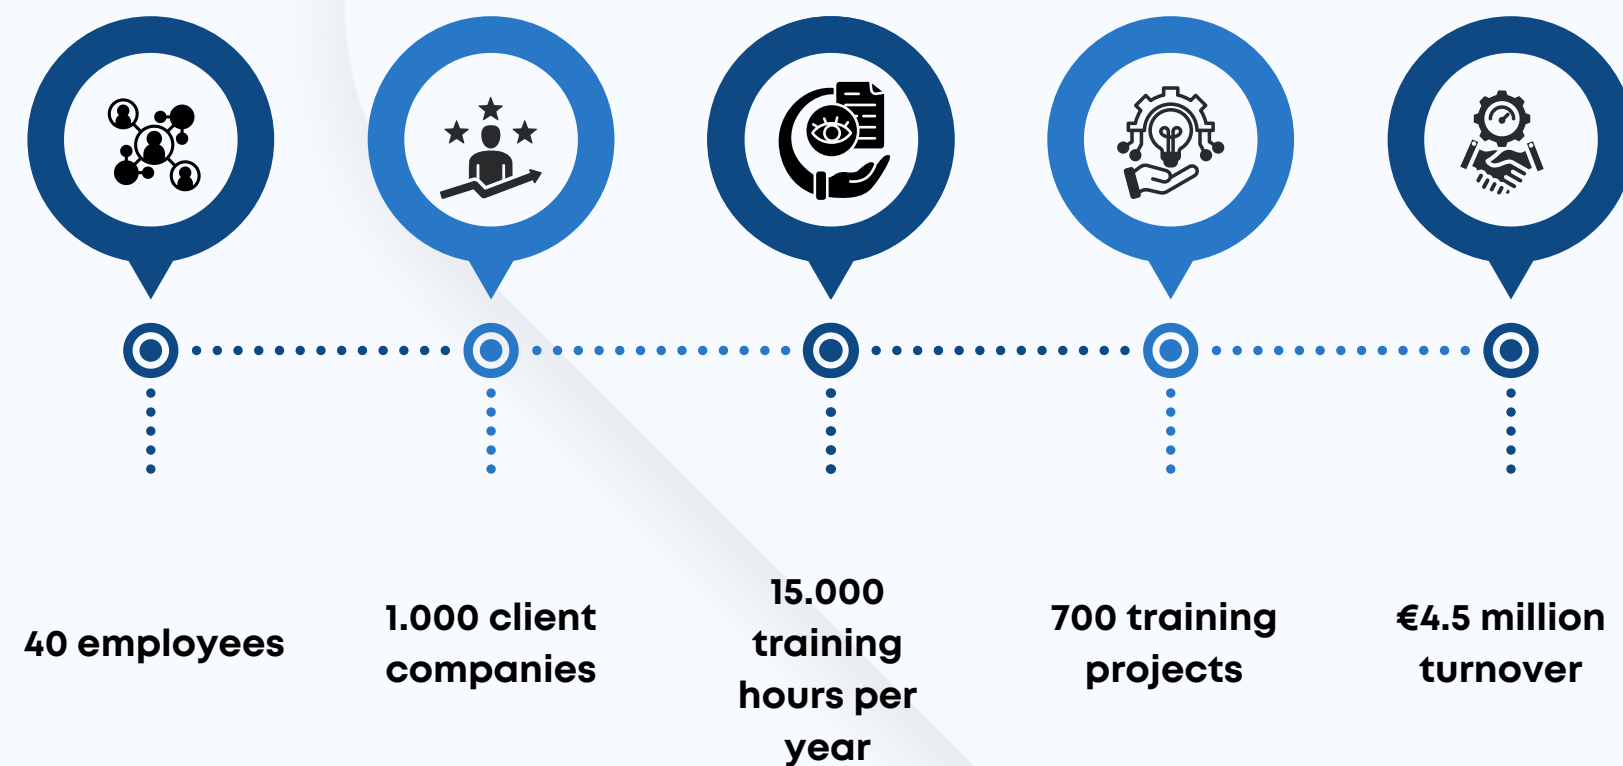 40 employees
1.000 client
companies
15.000
training
hours per
year
700 training
projects
€4.5 million
turnover